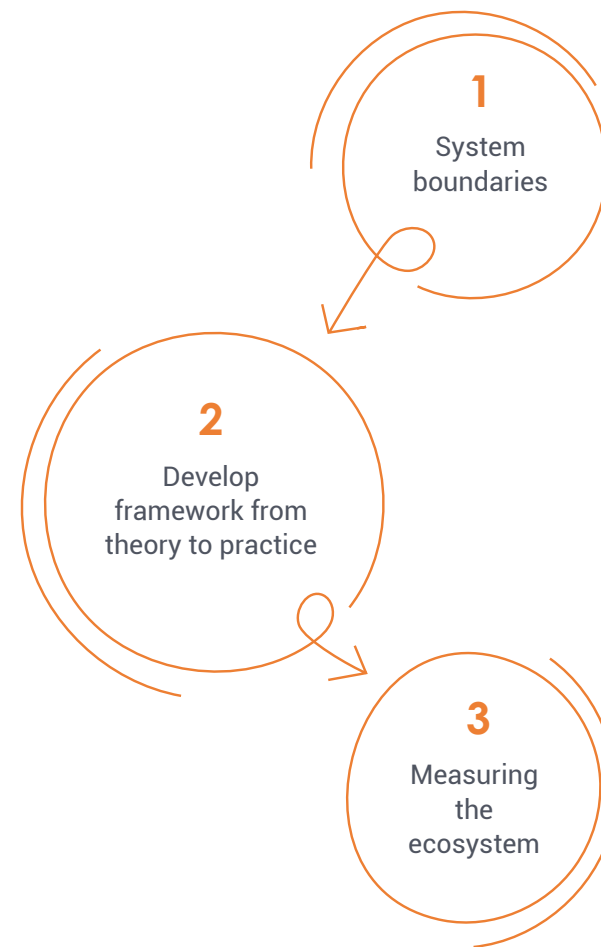 1
System
boundaries
2
Develop
framework from
theory to practice
3
Measuring
the
ecosystem